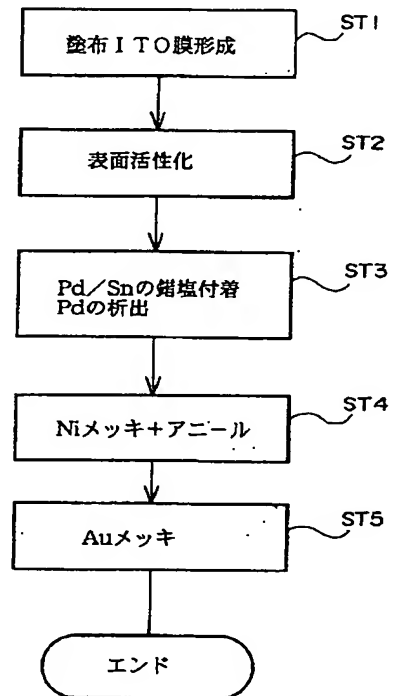 塗布ITO膜形成
ST1
表面活性化
ST2
Pd/Snの錯塩付着
Pdの析出
ST3
Niメッキ+アニール
ST4
Auメッキ
ST5
エンド